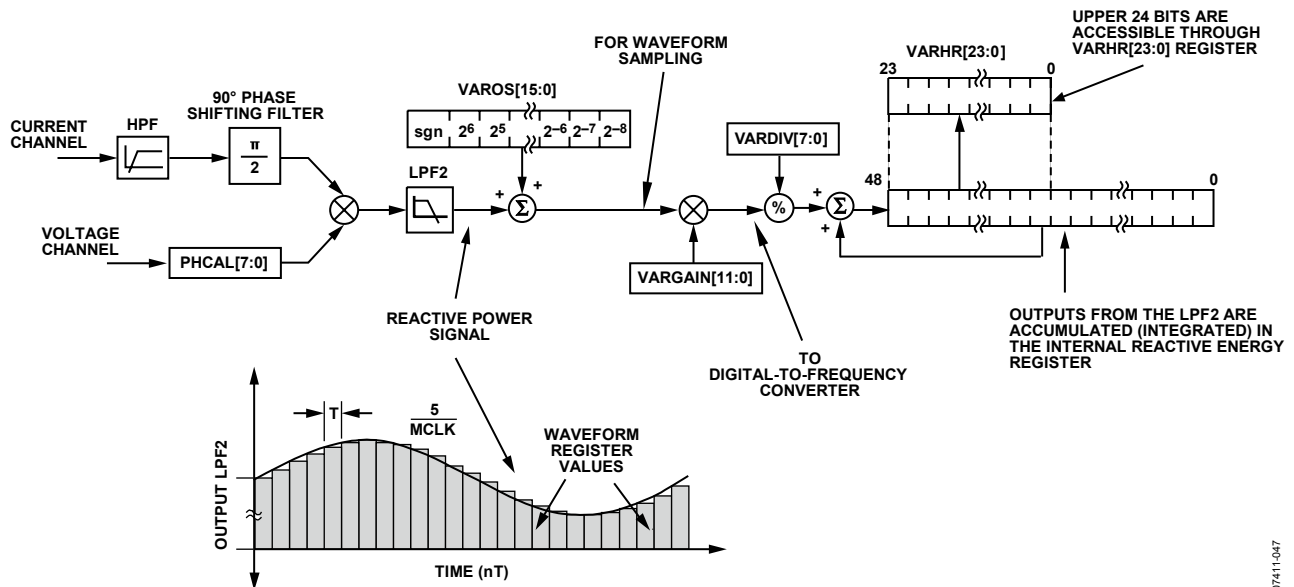 UPPER 24 BITS ARE
ACCESSIBLE THROUGH
VARHR[23:0] REGISTER
FOR WAVEFORM
SAMPLING
VARHR[23:0]
23
0
VAROS[15:0]
sgn 2^6 2^5 2^–6 2^–7 2^–8
90° PHASE
SHIFTING FILTER
HPF
CURRENT
CHANNEL
π
2
LPF2
+
+
Σ
VARDIV[7:0]
%
+
+
Σ
48
0
VOLTAGE
CHANNEL
PHCAL[7:0]
VARGAIN[11:0]
REACTIVE POWER
SIGNAL
TO
DIGITAL-TO-FREQUENCY
CONVERTER
OUTPUTS FROM THE LPF2 ARE
ACCUMULATED (INTEGRATED) IN
THE INTERNAL REACTIVE ENERGY
REGISTER
T
5
MCLK
WAVEFORM
REGISTER
VALUES
OUTPUT LPF2
TIME (nT)
07411-047